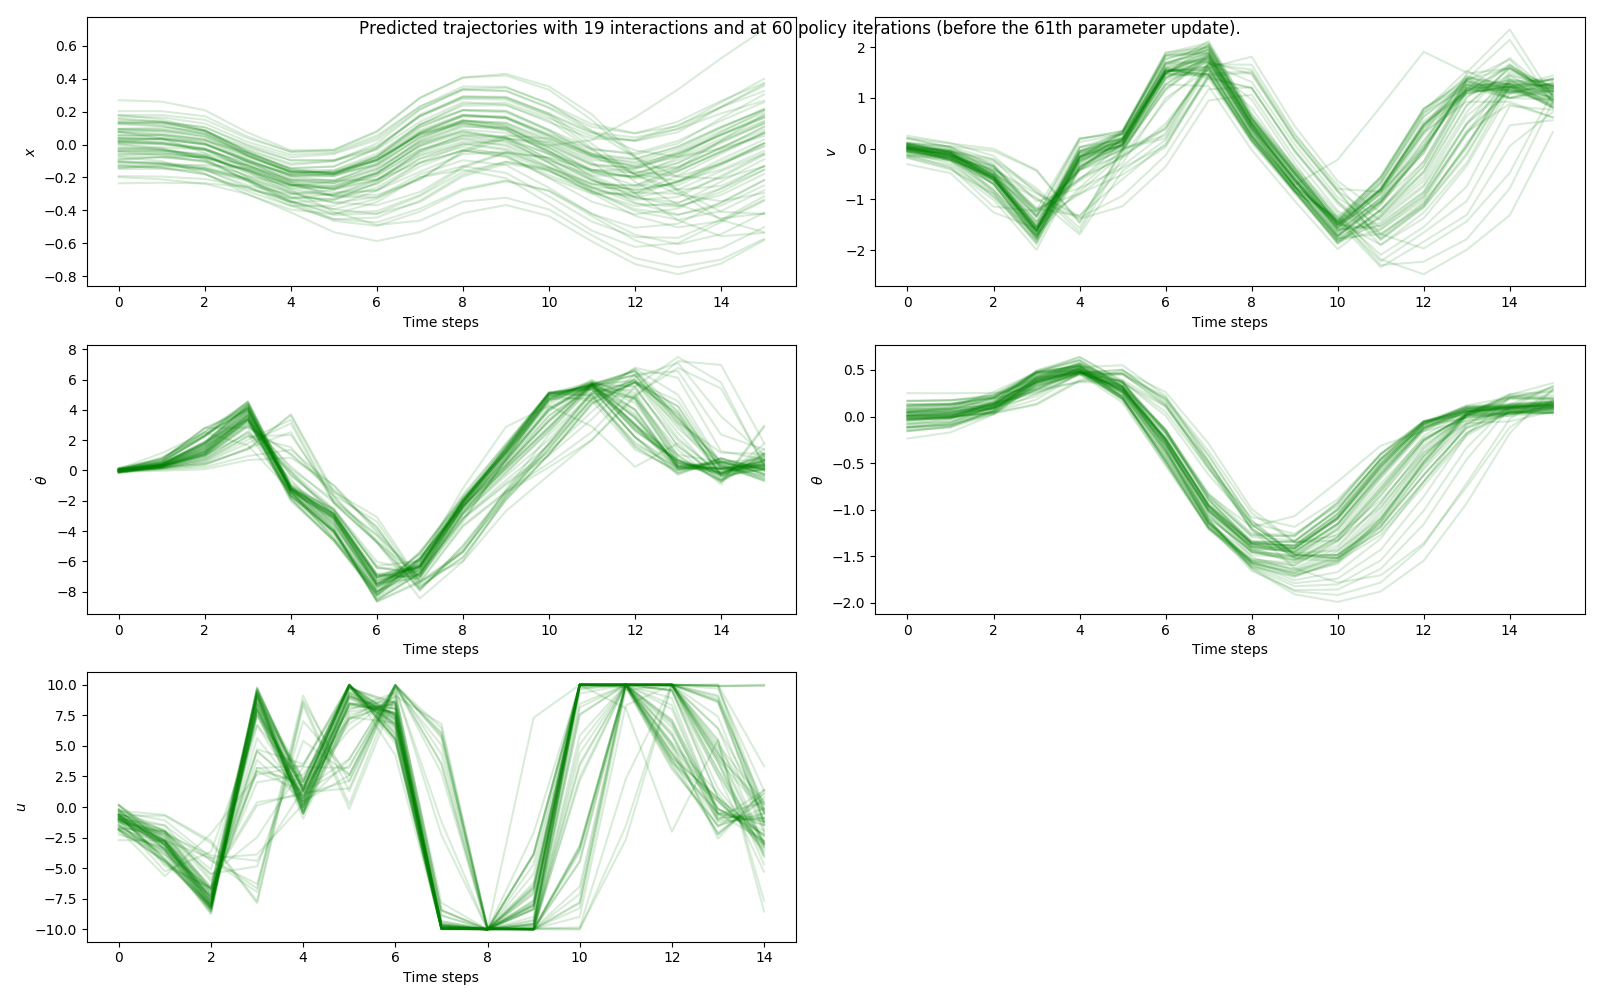 Predicted trajectories with 19 interactions and at 60 policy iterations (before the 61th parameter update).
0.6
0.4
0.2
0.0
−0.2
−0.4
−0.6
−0.8
x
0 2 4 6 8 10 12 14
Time steps
2
1
0
−1
−2
v
0 2 4 6 8 10 12 14
Time steps
8
6
4
2
0
−2
−4
−6
−8
θ̇
0 2 4 6 8 10 12 14
Time steps
0.5
0.0
−0.5
−1.0
−1.5
−2.0
θ
0 2 4 6 8 10 12 14
Time steps
10.0
7.5
5.0
2.5
0.0
−2.5
−5.0
−7.5
−10.0
u
0 2 4 6 8 10 12 14
Time steps